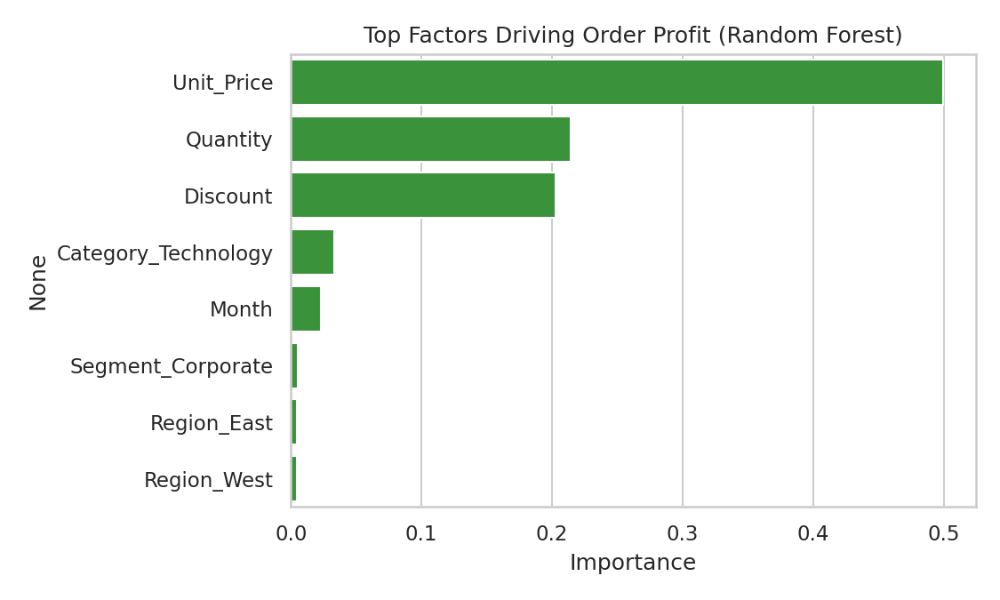 Top Factors Driving Order Profit (Random Forest)
Unit_Price
Quantity
Discount
Category_Technology
Month
Segment_Corporate
Region_East
Region_West
None
0.0 0.1 0.2 0.3 0.4 0.5
Importance